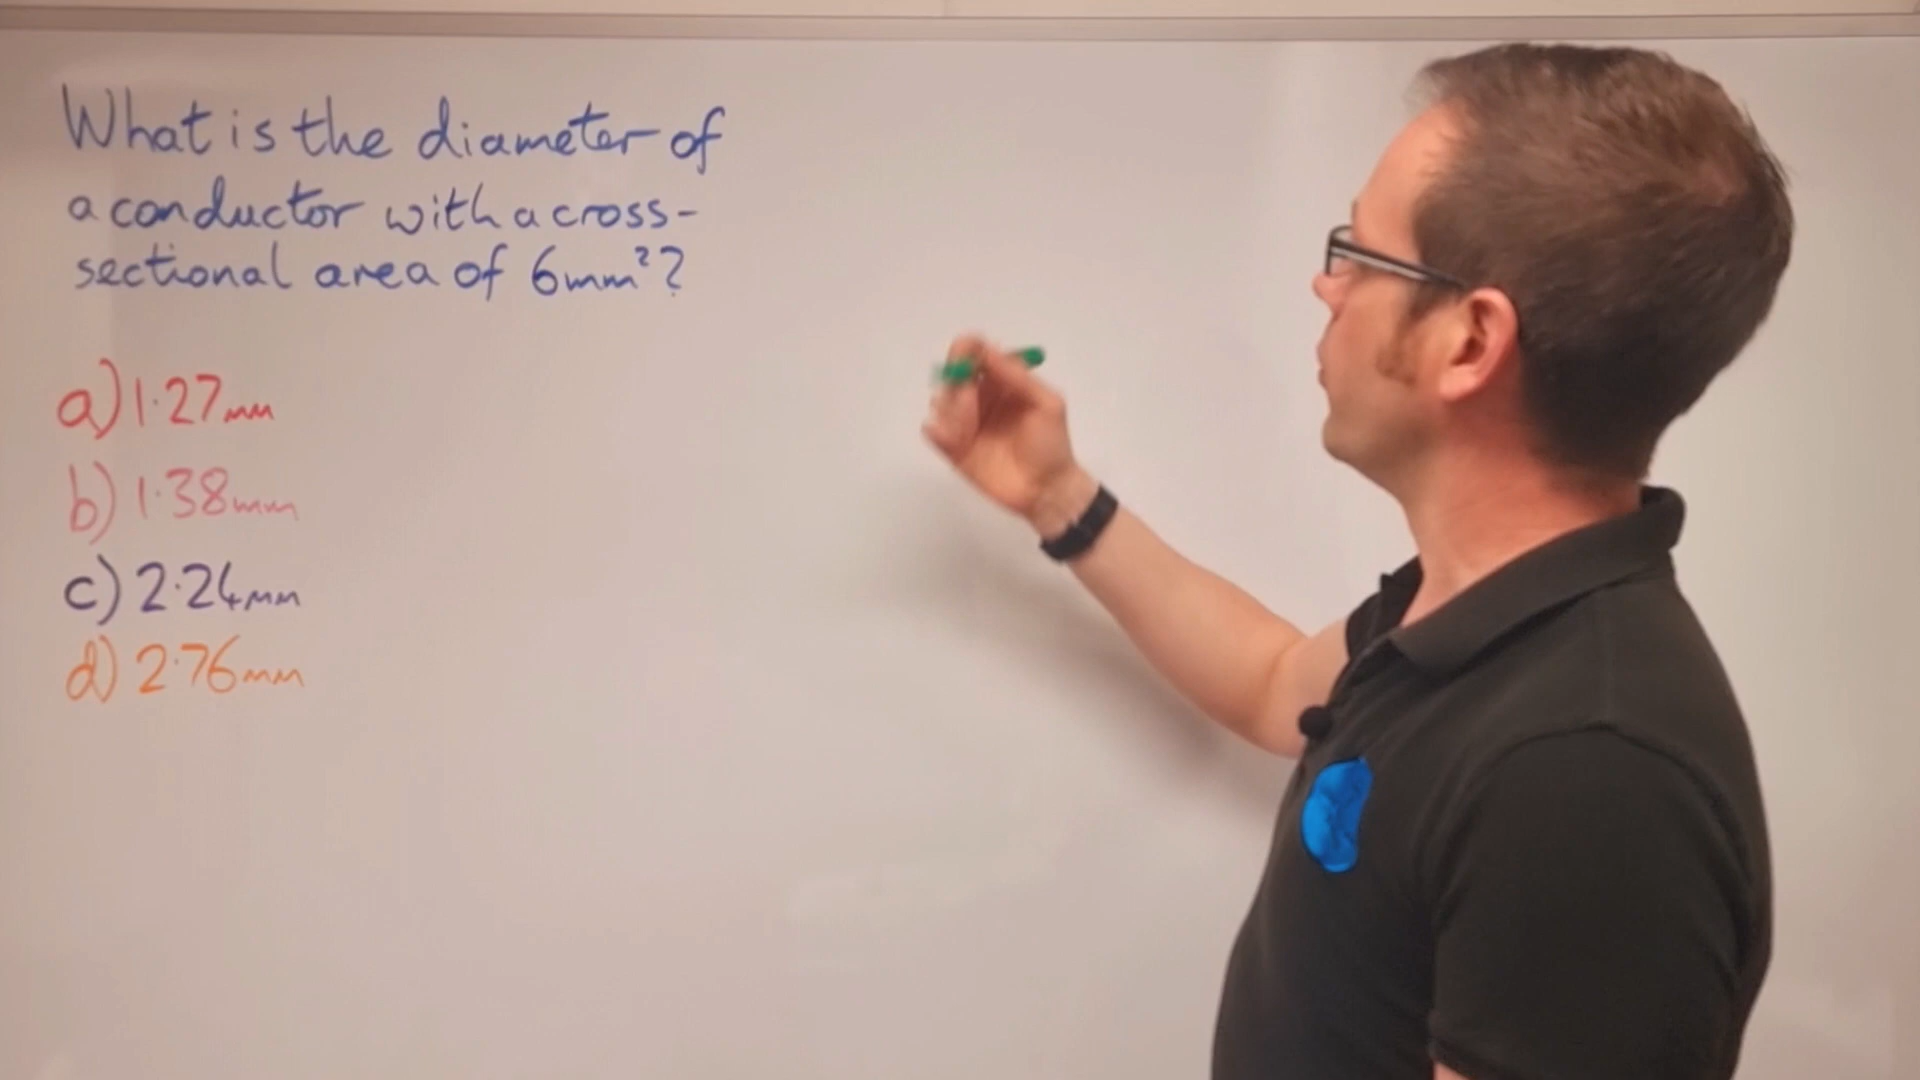 What is the diameter of
a conductor with a cross-
sectional area of 6mm²?
a) 1.27mm
b) 1.38mm
c) 2.24mm
d) 2.76mm